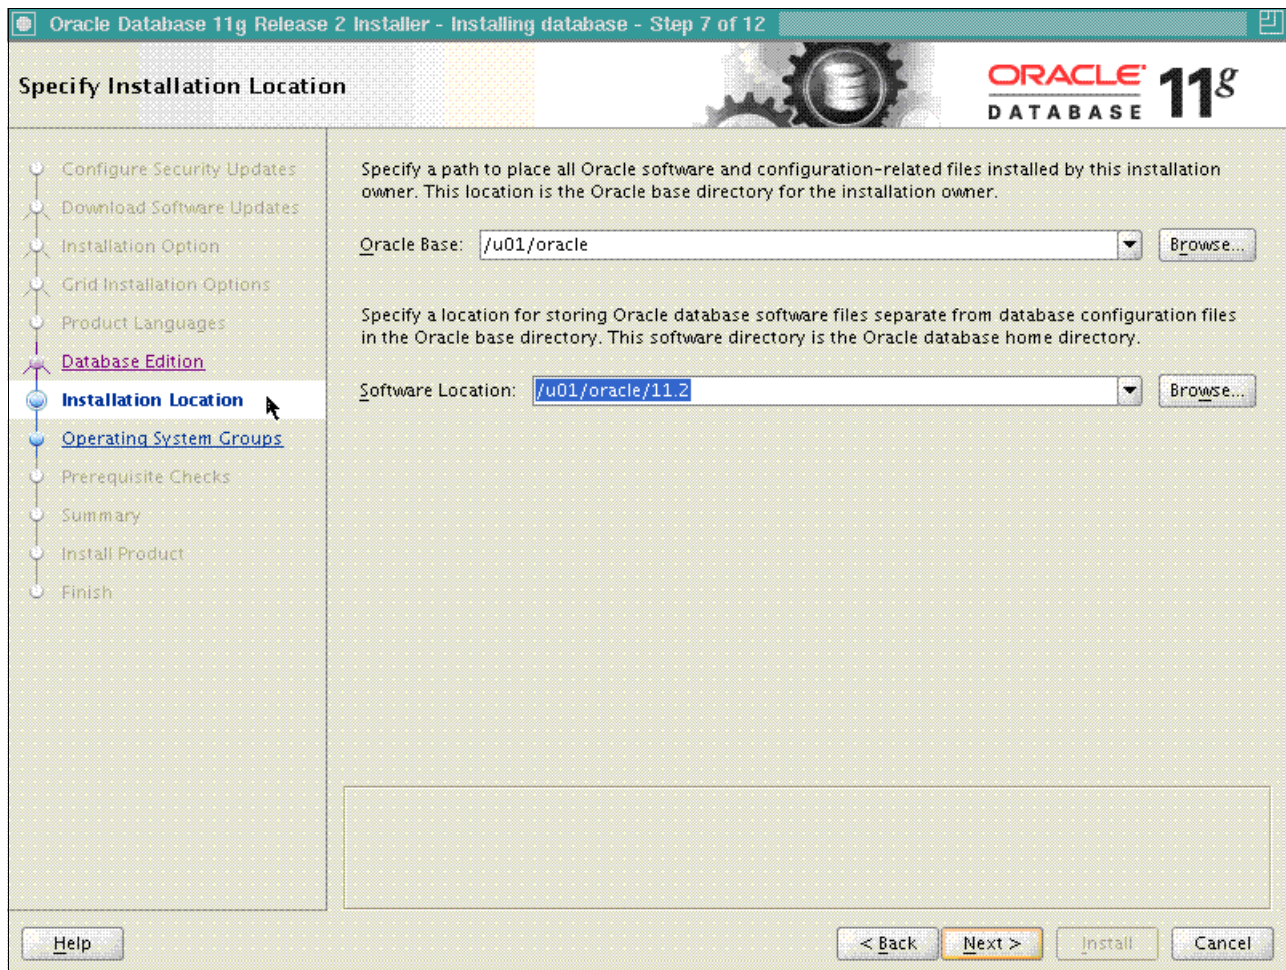 Oracle Database 11g Release 2 Installer - Installing database - Step 7 of 12
Specify Installation Location
ORACLE
DATABASE
11g
Configure Security Updates
Download Software Updates
Installation Option
Grid Installation Options
Product Languages
Database Edition
Installation Location
Operating System Groups
Prerequisite Checks
Summary
Install Product
Finish
Specify a path to place all Oracle software and configuration-related files installed by this installation
owner. This location is the Oracle base directory for the installation owner.
Oracle Base: /u01/oracle Browse...
Specify a location for storing Oracle database software files separate from database configuration files
in the Oracle base directory. This software directory is the Oracle database home directory.
Software Location: /u01/oracle/11.2 Browse...
Help < Back Next > Install Cancel